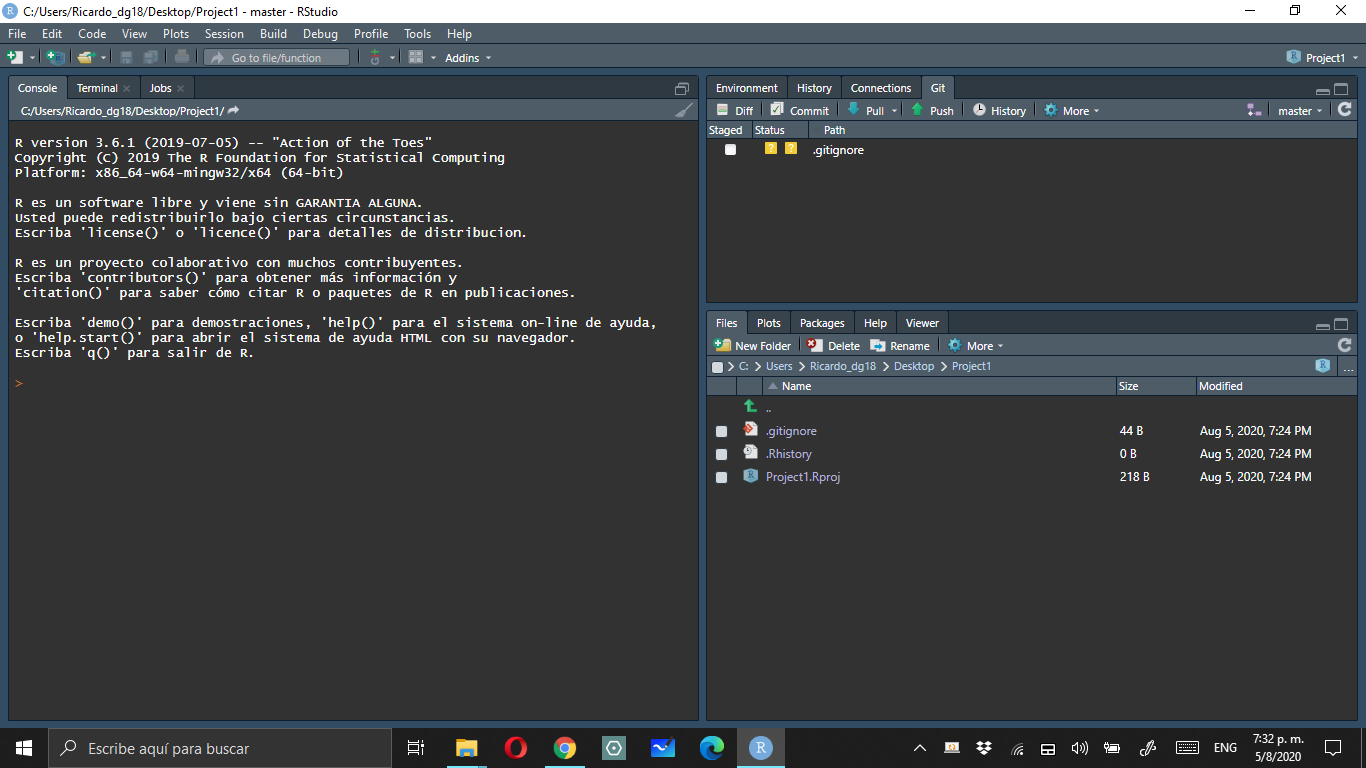 C:/Users/Ricardo_dg18/Desktop/Project1 - master - RStudio
File Edit Code View Plots Session Build Debug Profile Tools Help
Go to file/function Addins Project1
Console Terminal Jobs
C:/Users/Ricardo_dg18/Desktop/Project1/
R version 3.6.1 (2019-07-05) -- "Action of the Toes"
Copyright (C) 2019 The R Foundation for Statistical Computing
Platform: x86_64-w64-mingw32/x64 (64-bit)
R es un software libre y viene sin GARANTIA ALGUNA.
Usted puede redistribuirlo bajo ciertas circunstancias.
Escriba 'license()' o 'licence()' para detalles de distribucion.
R es un proyecto colaborativo con muchos contribuyentes.
Escriba 'contributors()' para obtener más información y
'citation()' para saber cómo citar R o paquetes de R en publicaciones.
Escriba 'demo()' para demostraciones, 'help()' para el sistema on-line de ayuda,
o 'help.start()' para abrir el sistema de ayuda HTML con su navegador.
Escriba 'q()' para salir de R.
>
Environment History Connections Git
Diff Commit Pull Push History More master
Staged Status Path
? ? .gitignore
Files Plots Packages Help Viewer
New Folder Delete Rename More
C: Users Ricardo_dg18 Desktop Project1 ...
Name Size Modified
..
.gitignore 44 B Aug 5, 2020, 7:24 PM
.Rhistory 0 B Aug 5, 2020, 7:24 PM
Project1.Rproj 218 B Aug 5, 2020, 7:24 PM
Escribe aquí para buscar
ENG
7:32 p. m.
5/8/2020